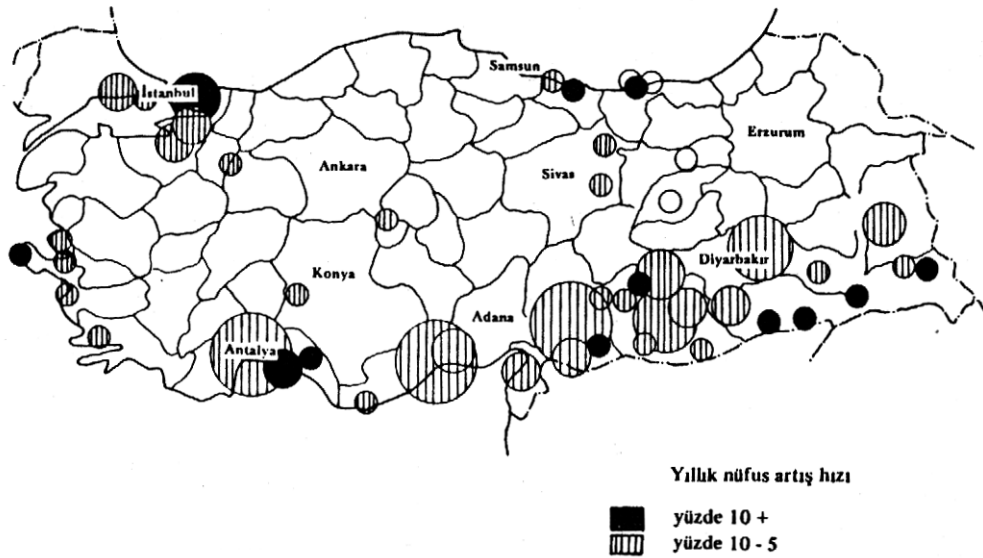 Samsun
İstanbul
Erzurum
Ankara
Sivas
Diyarbakır
Konya
Adana
Antalya
Yıllık nüfus artış hızı
yüzde 10 +
yüzde 10 - 5